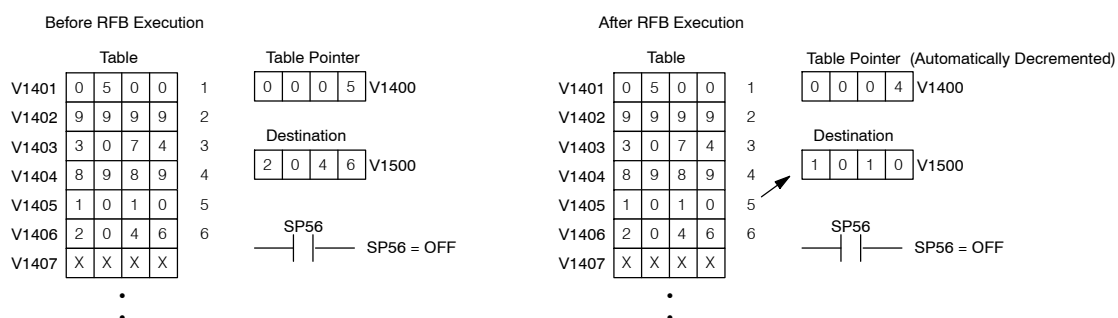 Before RFB Execution
Table
Table Pointer
V1401 0 5 0 0 1
0 0 0 5 V1400
V1402 9 9 9 9 2
V1403 3 0 7 4 3
Destination
V1404 8 9 8 9 4
2 0 4 6 V1500
V1405 1 0 1 0 5
V1406 2 0 4 6 6
SP56
SP56 = OFF
V1407 X X X X
After RFB Execution
Table
Table Pointer (Automatically Decremented)
V1401 0 5 0 0 1
0 0 0 4 V1400
V1402 9 9 9 9 2
V1403 3 0 7 4 3
Destination
V1404 8 9 8 9 4
1 0 1 0 V1500
V1405 1 0 1 0 5
V1406 2 0 4 6 6
SP56
SP56 = OFF
V1407 X X X X